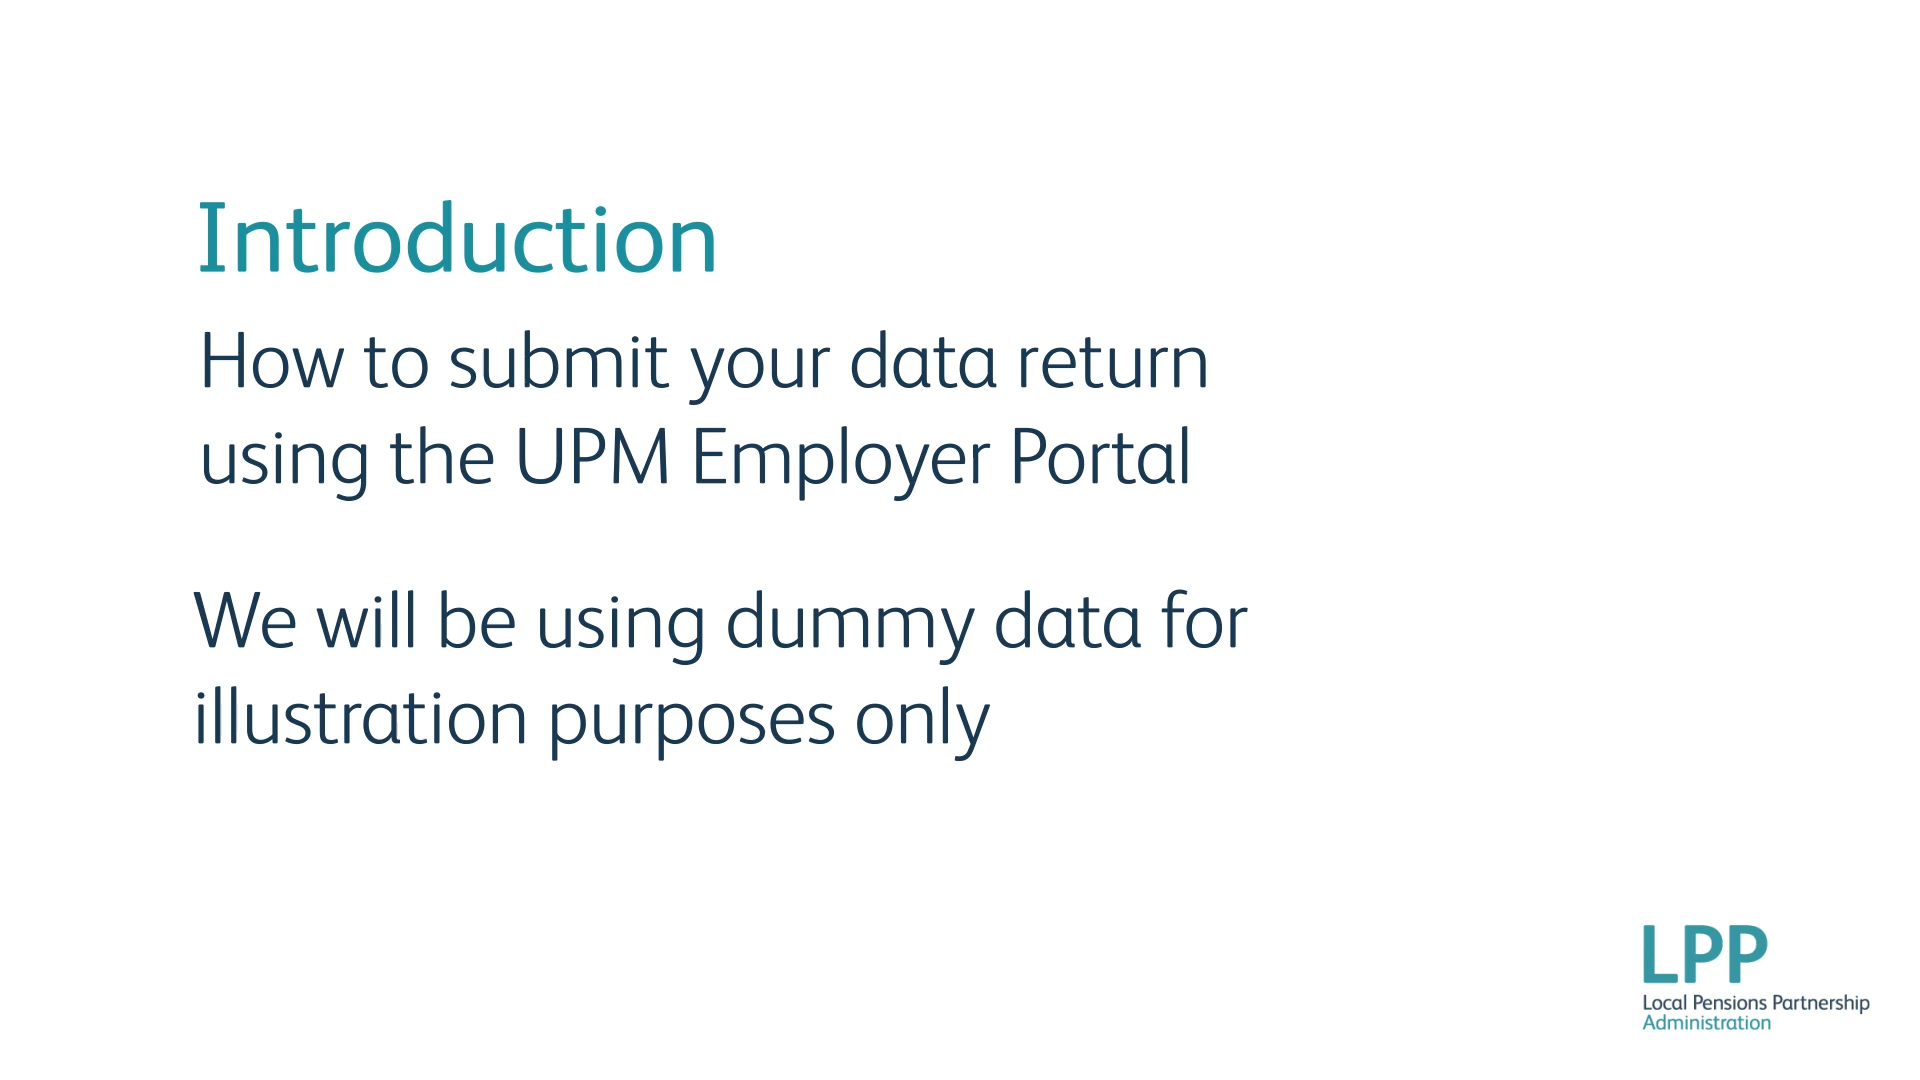 Introduction
How to submit your data return
using the UPM Employer Portal
We will be using dummy data for
illustration purposes only
LPP
Local Pensions Partnership
Administration